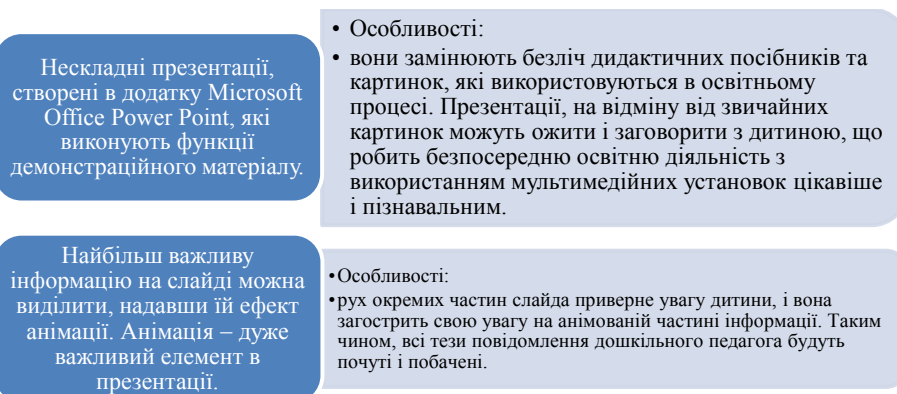 Нескладні презентації,
створені в додатку Microsoft
Office Power Point, які
виконують функції
демонстраційного матеріалу.
• Особливості:
• вони замінюють безліч дидактичних посібників та
картинок, які використовуються в освітньому
процесі. Презентації, на відміну від звичайних
картинок можуть ожити і заговорити з дитиною, що
робить безпосередню освітню діяльність з
використанням мультимедійних установок цікавіше
і пізнавальним.
Найбільш важливу
інформацію на слайді можна
виділити, надавши їй ефект
анімації. Анімація – дуже
важливий елемент в
презентації.
•Особливості:
•рух окремих частин слайда приверне увагу дитини, і вона
загострить свою увагу на анімованій частині інформації. Таким
чином, всі тези повідомлення дошкільного педагога будуть
почуті і побачені.